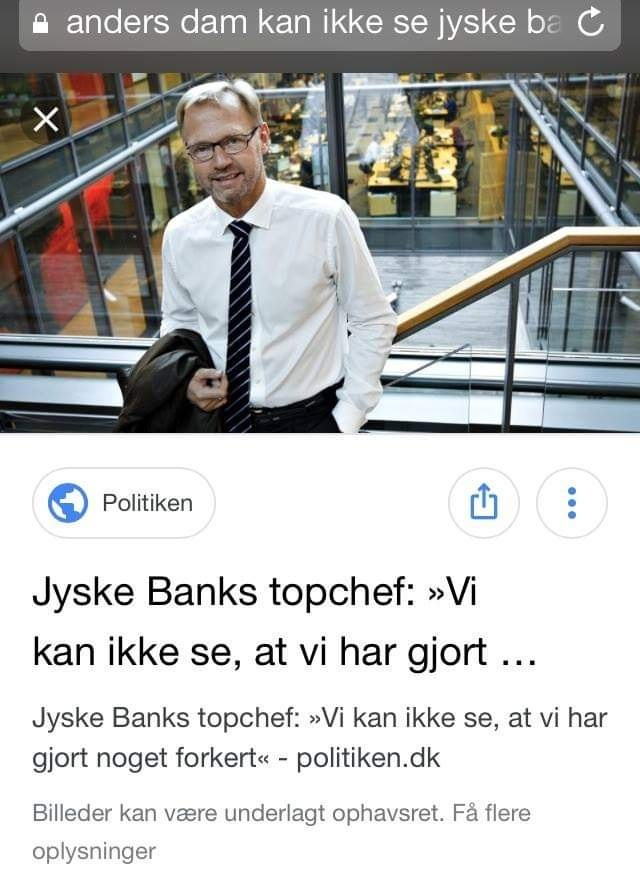 anders dam kan ikke se jyske ba
Politiken
Jyske Banks topchef: »Vi
kan ikke se, at vi har gjort ...
Jyske Banks topchef: »Vi kan ikke se, at vi har
gjort noget forkert« - politiken.dk
Billeder kan være underlagt ophavsret. Få flere
oplysninger